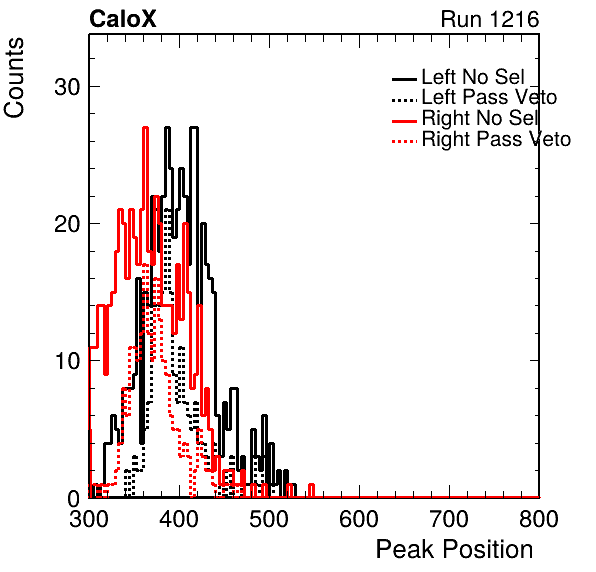 CaloX Run 1216
Counts
30
20
10
0
Left No Sel
Left Pass Veto
Right No Sel
Right Pass Veto
300 400 500 600 700 800
Peak Position